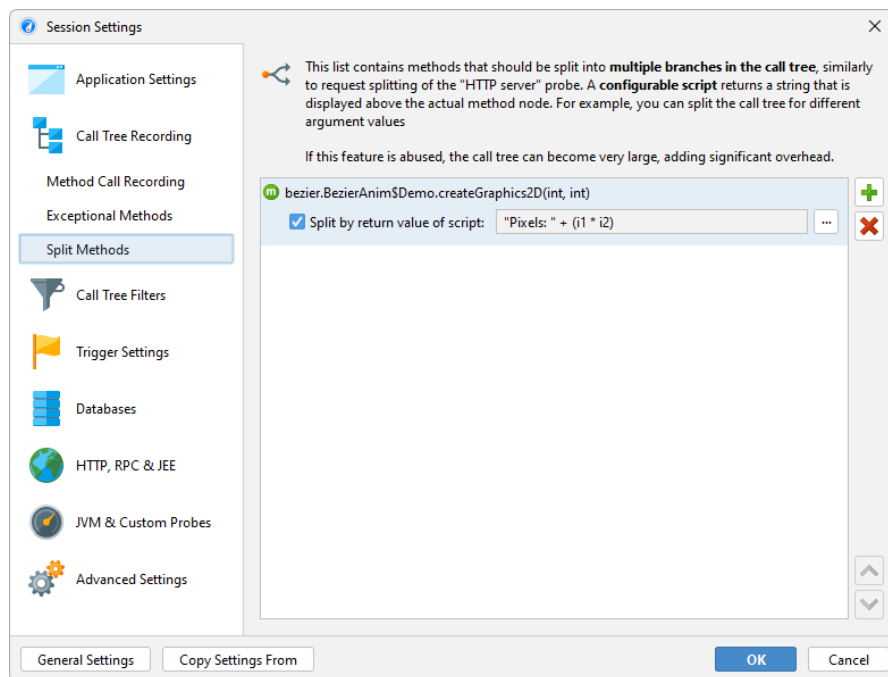 Session Settings
Application Settings
Call Tree Recording
Method Call Recording
Exceptional Methods
Split Methods
Call Tree Filters
Trigger Settings
Databases
HTTP, RPC & JEE
JVM & Custom Probes
Advanced Settings
This list contains methods that should be split into multiple branches in the call tree, similarly
to request splitting of the "HTTP server" probe. A configurable script returns a string that is
displayed above the actual method node. For example, you can split the call tree for different
argument values
If this feature is abused, the call tree can become very large, adding significant overhead.
m bezier.BezierAnim$Demo.createGraphics2D(int, int)
Split by return value of script: "Pixels: " + (i1 * i2) ...
General Settings Copy Settings From OK Cancel